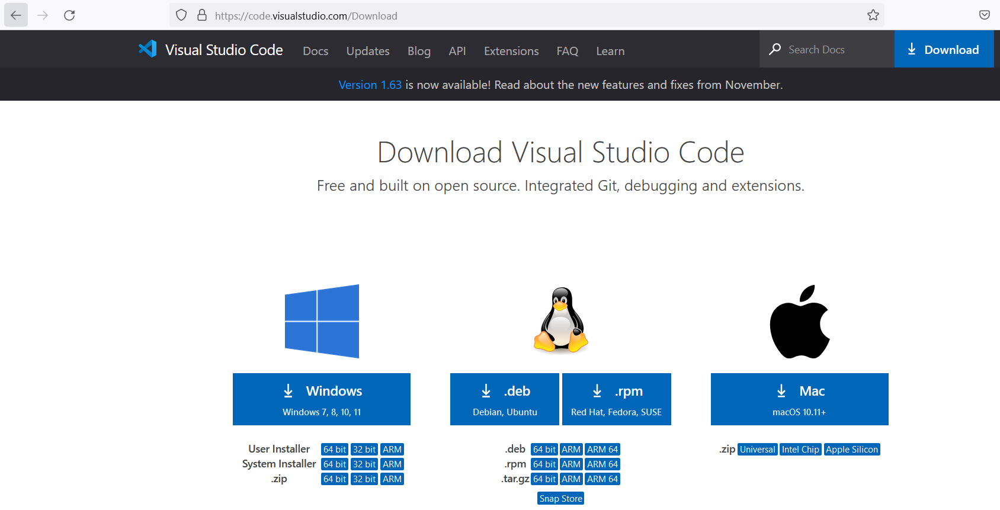 https://code.visualstudio.com/Download
Visual Studio Code Docs Updates Blog API Extensions FAQ Learn Search Docs Download
Version 1.63 is now available! Read about the new features and fixes from November.
Download Visual Studio Code
Free and built on open source. Integrated Git, debugging and extensions.
Windows
Windows 7, 8, 10, 11
User Installer 64 bit 32 bit ARM
System Installer 64 bit 32 bit ARM
.zip 64 bit 32 bit ARM
.deb
Debian, Ubuntu
.rpm
Red Hat, Fedora, SUSE
.deb 64 bit ARM ARM 64
.rpm 64 bit ARM ARM 64
.tar.gz 64 bit ARM ARM 64
Snap Store
Mac
macOS 10.11+
.zip Universal Intel Chip Apple Silicon